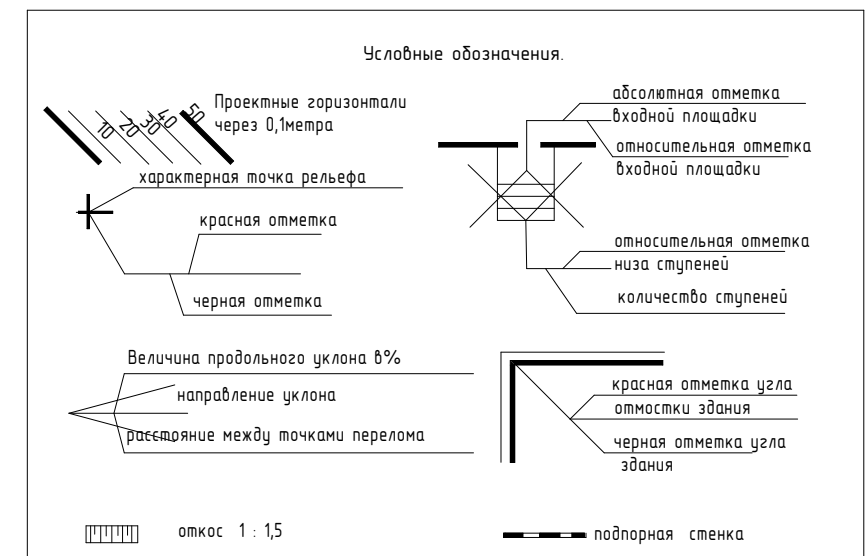 Условные обозначения.
10
20
30
40
50
Проектные горизонтали
через 0,1метра
характерная точка рельефа
красная отметка
черная отметка
абсолютная отметка
входной площадки
относительная отметка
входной площадки
относительная отметка
низа ступеней
количество ступеней
Величина продольного уклона в%
направление уклона
расстояние между точками перелома
красная отметка угла
отмостки здания
черная отметка угла
здания
откос 1 : 1,5
подпорная стенка